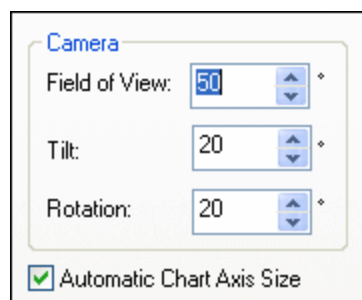 Camera
Field of View: 50 °
Tilt: 20 °
Rotation: 20 °
Automatic Chart Axis Size